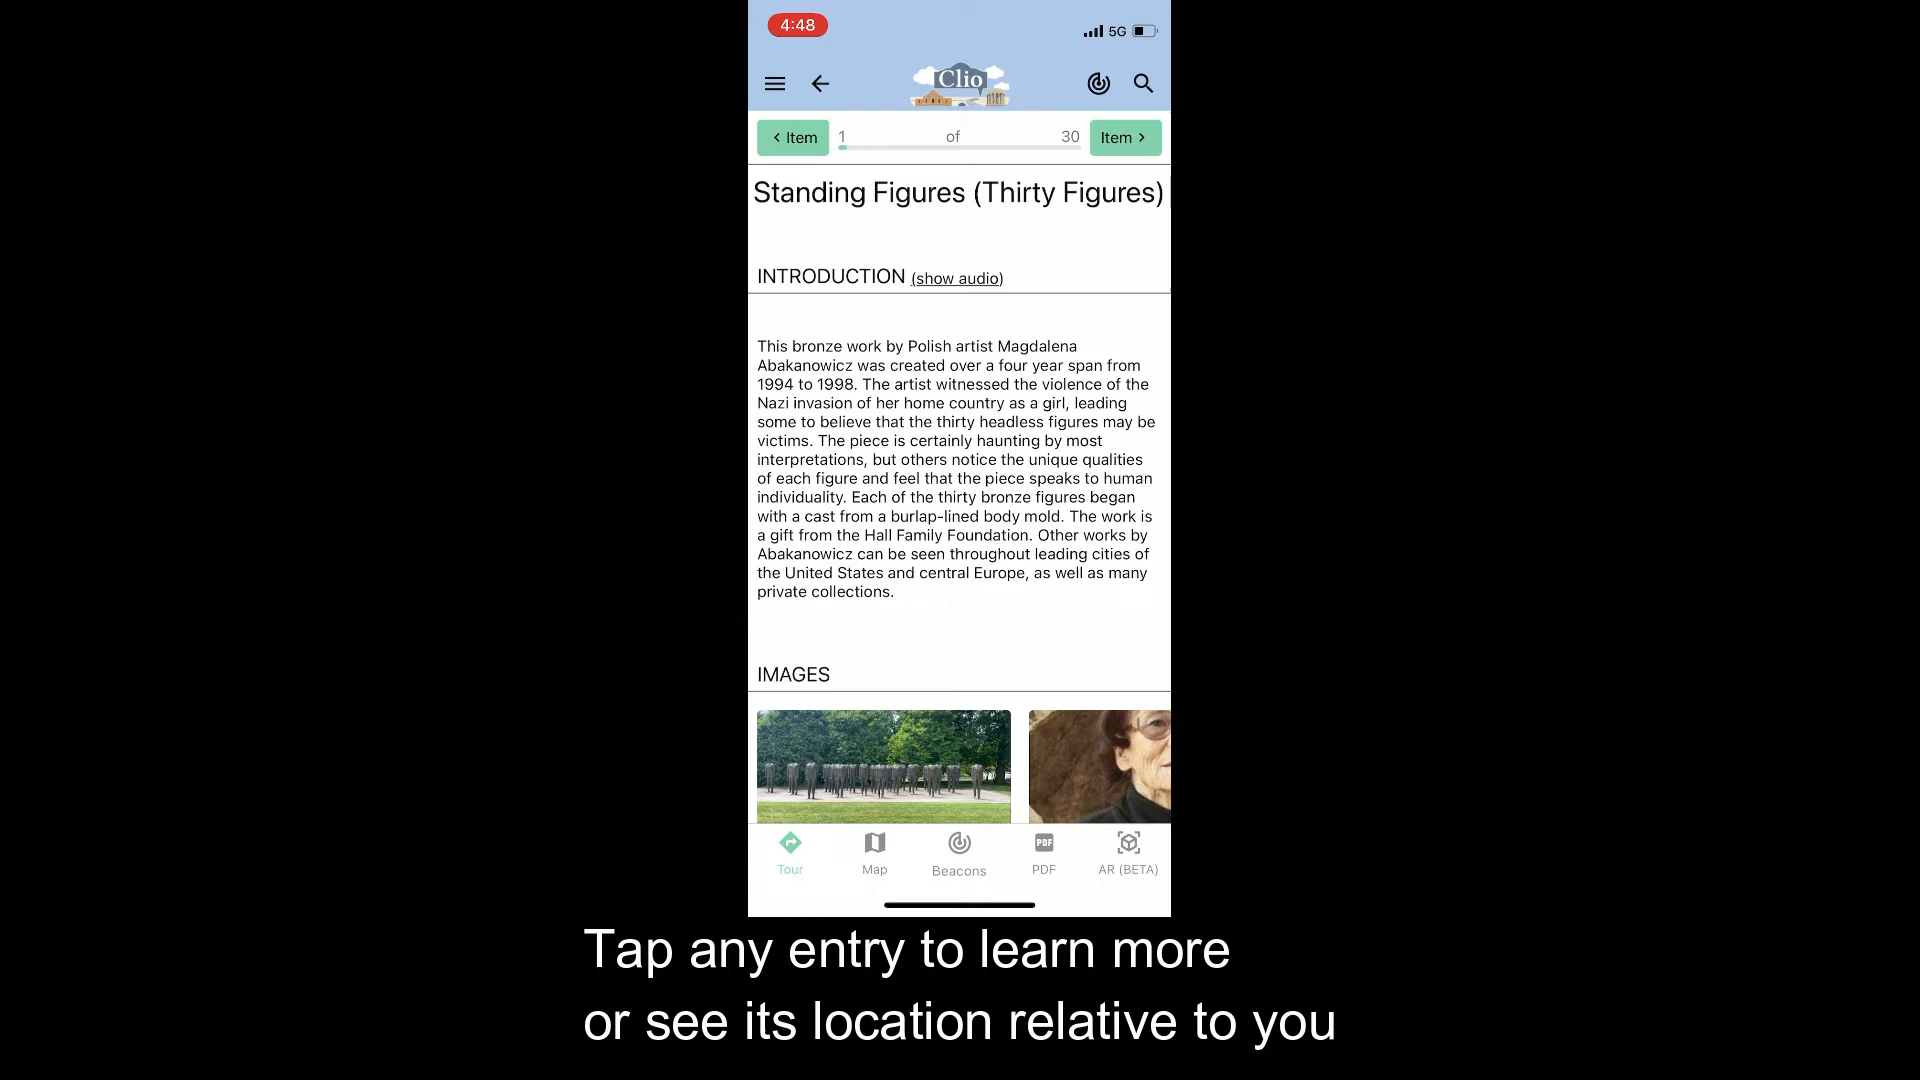 4:48
5G
Clio
< Item
1 of 30
Item >
Standing Figures (Thirty Figures)
INTRODUCTION (show audio)
This bronze work by Polish artist Magdalena
Abakanowicz was created over a four year span from
1994 to 1998. The artist witnessed the violence of the
Nazi invasion of her home country as a girl, leading
some to believe that the thirty headless figures may be
victims. The piece is certainly haunting by most
interpretations, but others notice the unique qualities
of each figure and feel that the piece speaks to human
individuality. Each of the thirty bronze figures began
with a cast from a burlap-lined body mold. The work is
a gift from the Hall Family Foundation. Other works by
Abakanowicz can be seen throughout leading cities of
the United States and central Europe, as well as many
private collections.
IMAGES
Tour
Map
Beacons
PDF
PDF
AR (BETA)
Tap any entry to learn more
or see its location relative to you